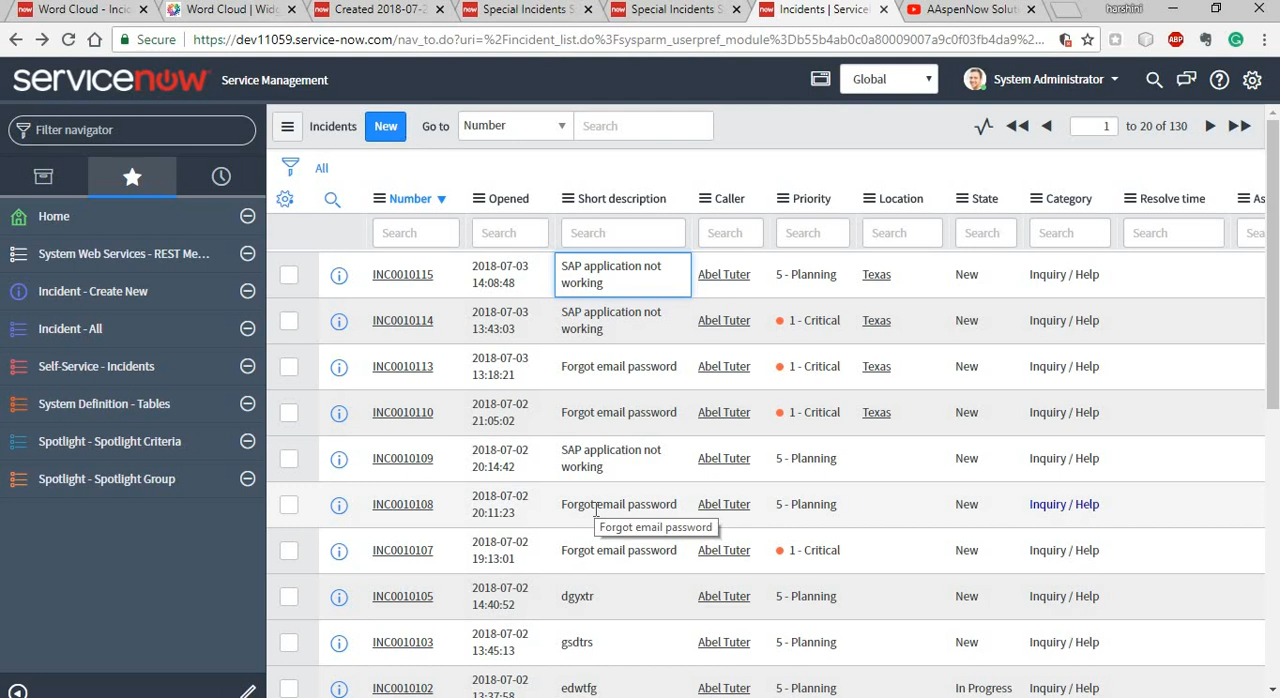 Word Cloud - Inci
Word Cloud | Wid
Created 2018-07-
Special Incidents S
Special Incidents S
Incidents | Service
AAspenNow Solut
harshini
Secure
https://dev11059.service-now.com/nav_to.do?uri=%2Fincident_list.do%3Fsysparm_userpref_module%3Db55b4ab0c0a80009007a9c0f03fb4da9%2...
ABP
servicenow Service Management
Global
System Administrator
Filter navigator
Home
System Web Services - REST Me...
Incident - Create New
Incident - All
Self-Service - Incidents
System Definition - Tables
Spotlight - Spotlight Criteria
Spotlight - Spotlight Group
Incidents New Go to Number Search
1 to 20 of 130
All
Number Opened Short description Caller Priority Location State Category Resolve time As
Search Search Search Search Search Search Search Search Search Sea
INC0010115 2018-07-03 14:08:48 SAP application not working Abel Tuter 5 - Planning Texas New Inquiry / Help
INC0010114 2018-07-03 13:43:03 SAP application not working Abel Tuter 1 - Critical Texas New Inquiry / Help
INC0010113 2018-07-03 13:18:21 Forgot email password Abel Tuter 1 - Critical Texas New Inquiry / Help
INC0010110 2018-07-02 21:05:02 Forgot email password Abel Tuter 1 - Critical Texas New Inquiry / Help
INC0010109 2018-07-02 20:14:42 SAP application not working Abel Tuter 5 - Planning New Inquiry / Help
INC0010108 2018-07-02 20:11:23 Forgot email password Abel Tuter 5 - Planning New Inquiry / Help
Forgot email password
INC0010107 2018-07-02 19:13:01 Forgot email password Abel Tuter 1 - Critical New Inquiry / Help
INC0010105 2018-07-02 14:40:52 dgyxtr Abel Tuter 5 - Planning New Inquiry / Help
INC0010103 2018-07-02 13:45:13 gsdtrs Abel Tuter 5 - Planning New Inquiry / Help
INC0010102 2018-07-02 13:37:58 edwtfg Abel Tuter 5 - Planning In Progress Inquiry / Help